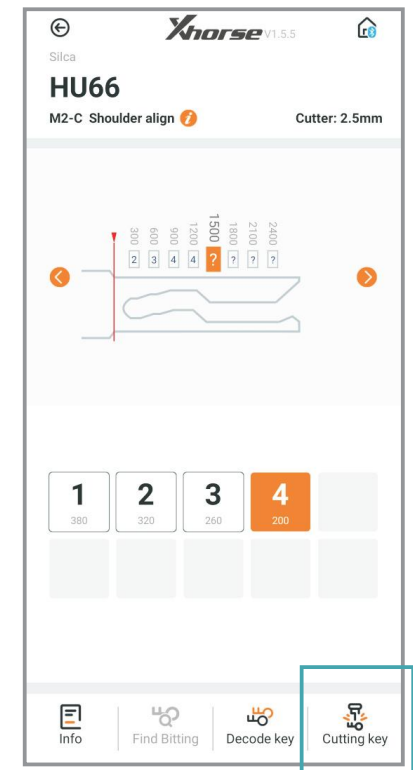 Xhorse V1.5.5
Silca
HU66
M2-C Shoulder align i Cutter: 2.5mm
300 600 900 1200 1500 1800 2100 2400
2 3 4 4 ? ? ? ?
1 2 3 4
380 320 260 200
Info Find Bitting Decode key Cutting key